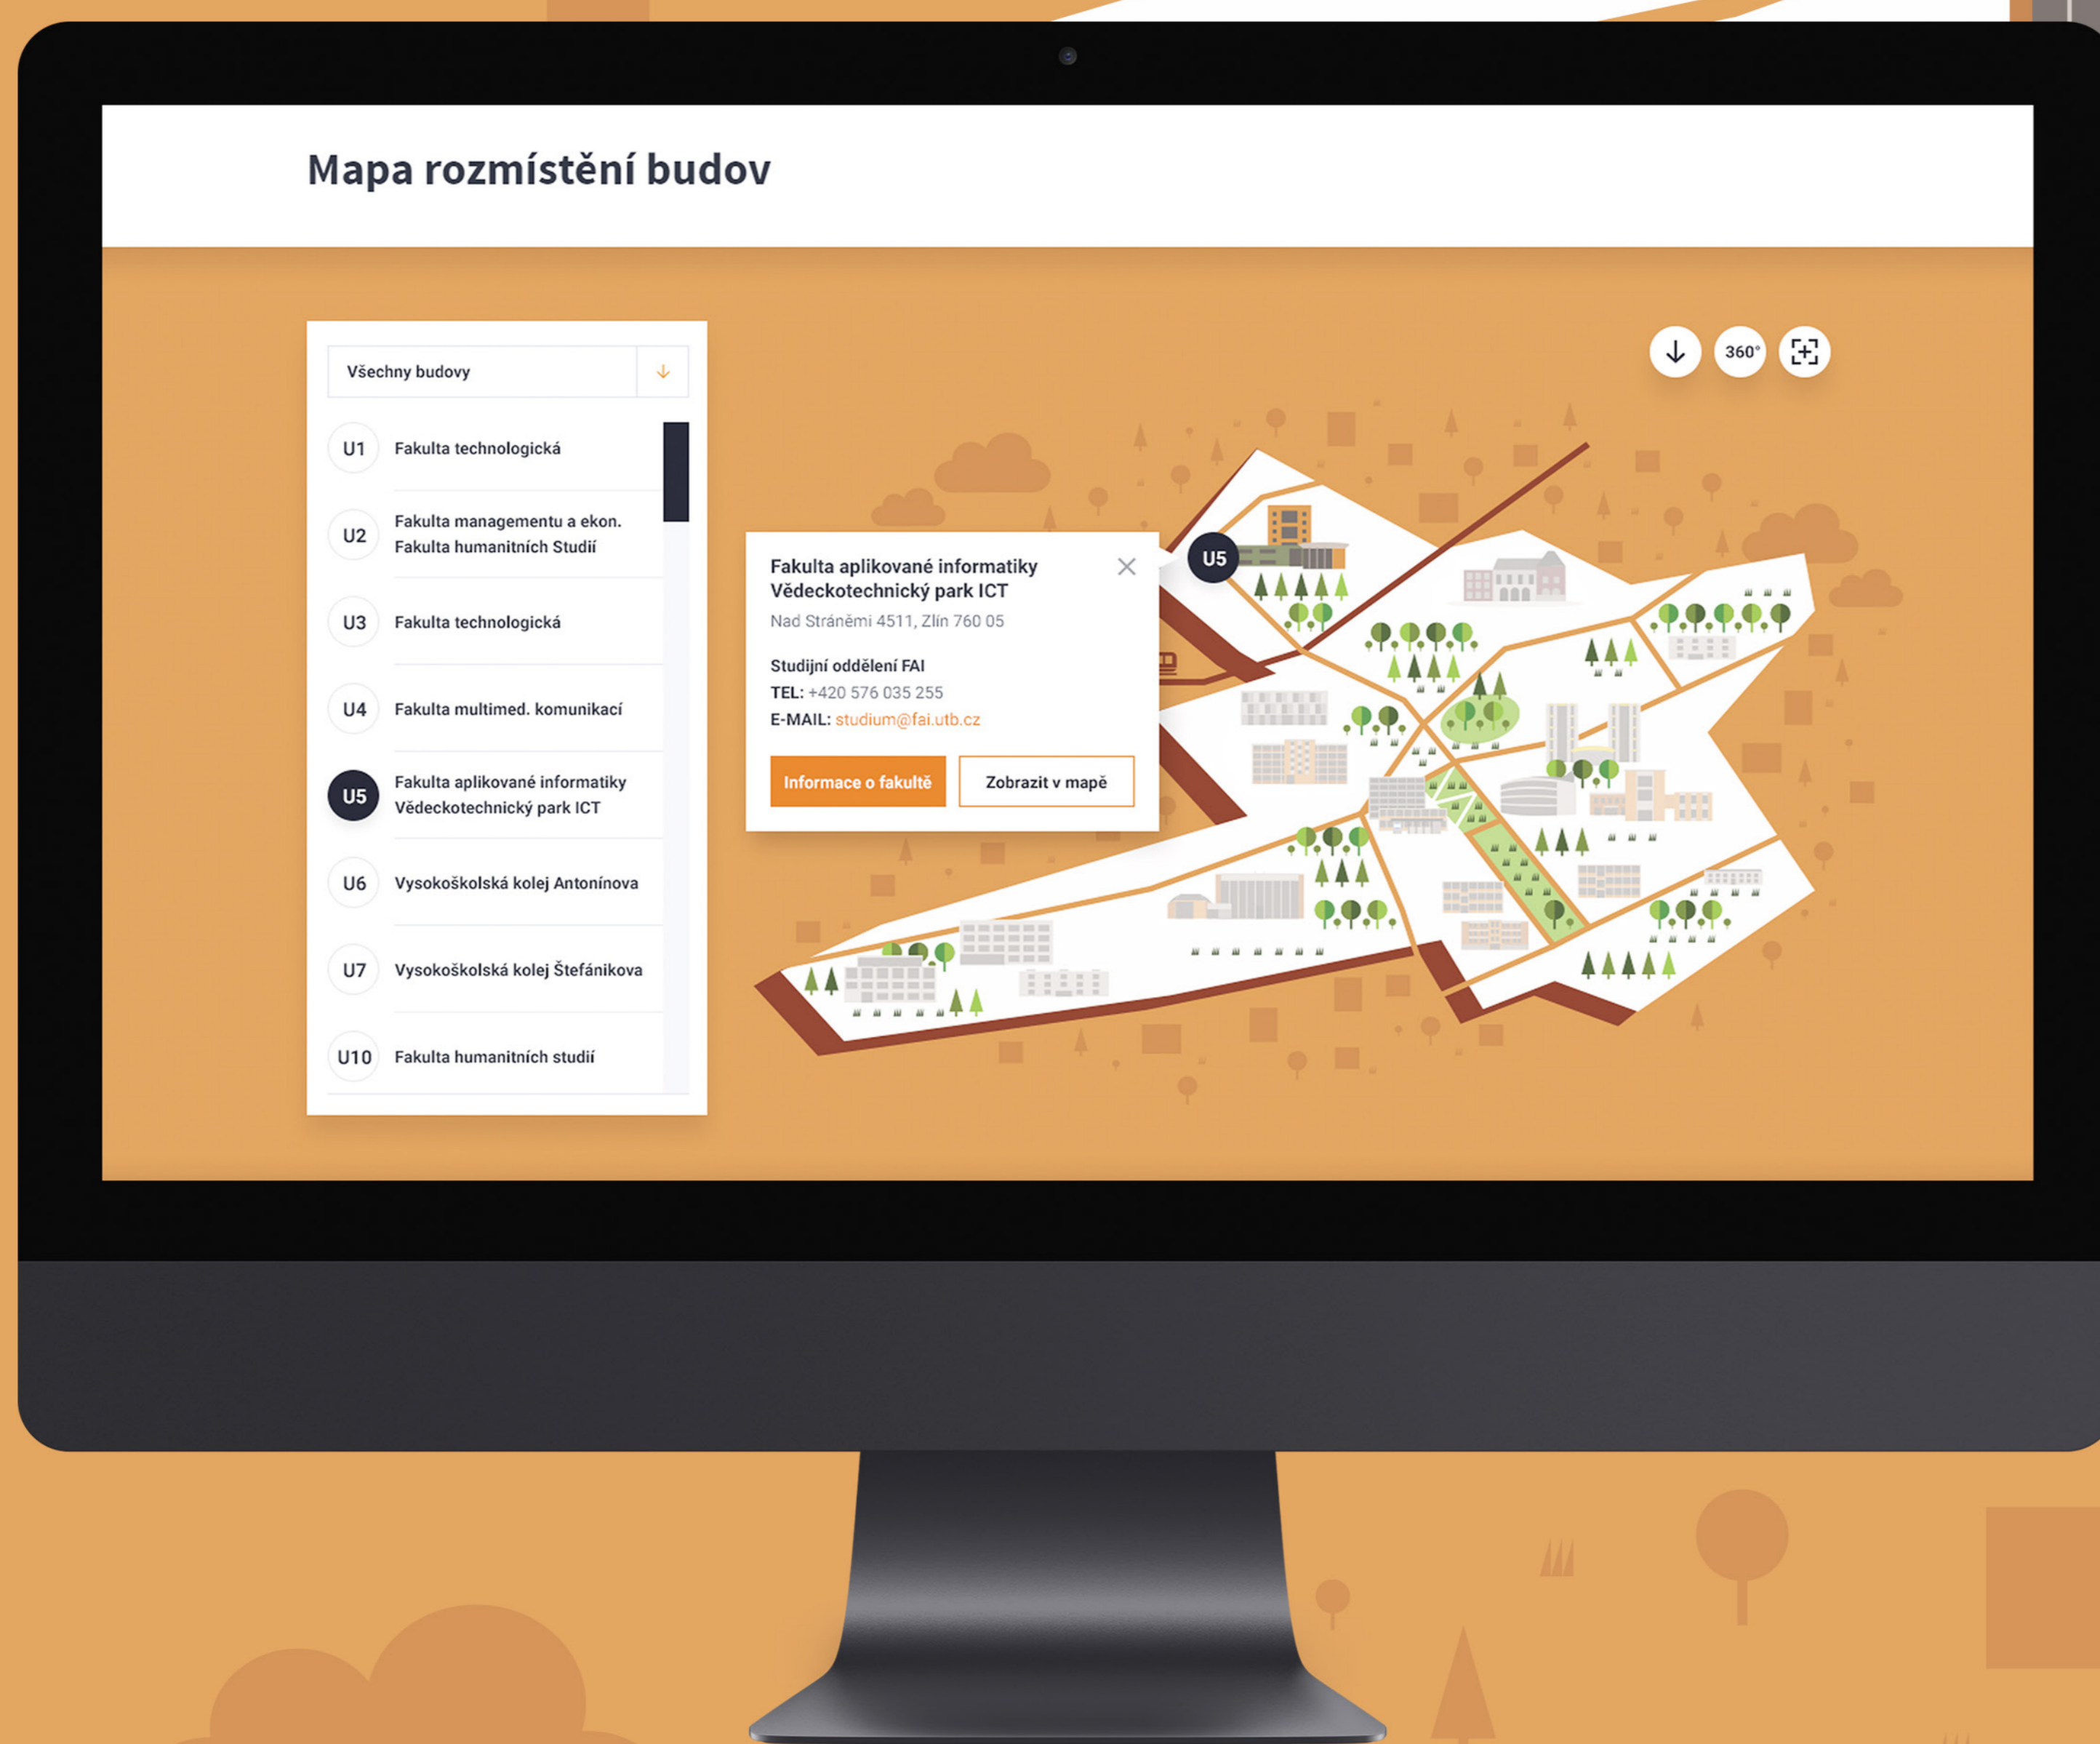 Mapa rozmístění budov
Všechny budovy
U1
Fakulta technologická
U2
Fakulta managementu a ekon.
Fakulta humanitních Studií
U3
Fakulta technologická
U4
Fakulta multimed. komunikací
U5
Fakulta aplikované informatiky
Vědeckotechnický park ICT
U6
Vysokoškolská kolej Antonínova
U7
Vysokoškolská kolej Štefánikova
U10
Fakulta humanitních studií
360°
Fakulta aplikované informatiky
Vědeckotechnický park ICT
Nad Stráněmi 4511, Zlín 760 05
Studijní oddělení FAI
TEL: +420 576 035 255
E-MAIL: studium@fai.utb.cz
Informace o fakultě
Zobrazit v mapě
U5